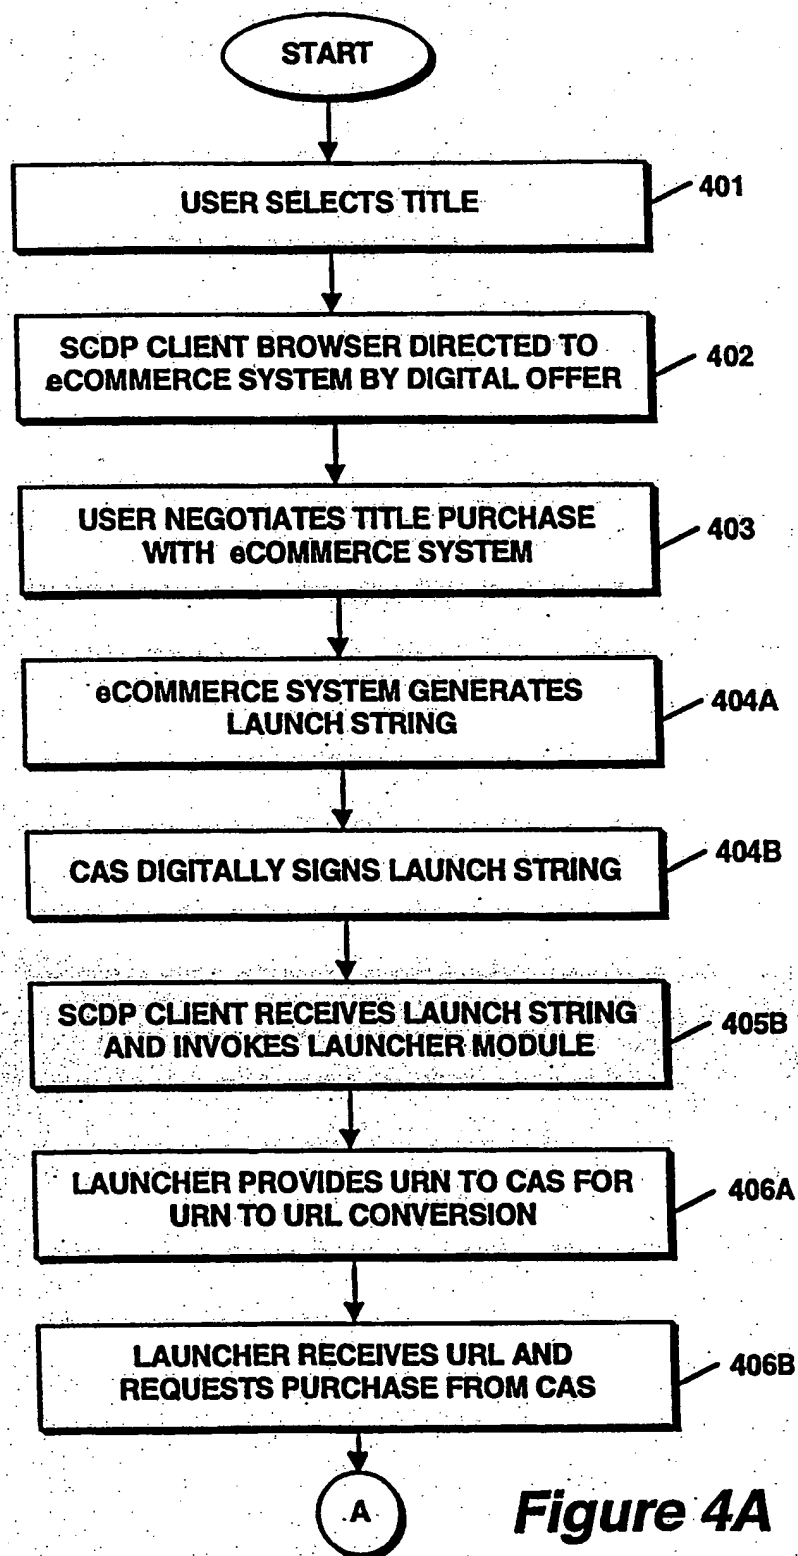 START
USER SELECTS TITLE
401
SCDP CLIENT BROWSER DIRECTED TO
eCOMMERCE SYSTEM BY DIGITAL OFFER
402
USER NEGOTIATES TITLE PURCHASE
WITH eCOMMERCE SYSTEM
403
eCOMMERCE SYSTEM GENERATES
LAUNCH STRING
404A
CAS DIGITALLY SIGNS LAUNCH STRING
404B
SCDP CLIENT RECEIVES LAUNCH STRING
AND INVOKES LAUNCHER MODULE
405B
LAUNCHER PROVIDES URN TO CAS FOR
URN TO URL CONVERSION
406A
LAUNCHER RECEIVES URL AND
REQUESTS PURCHASE FROM CAS
406B
A
Figure 4A